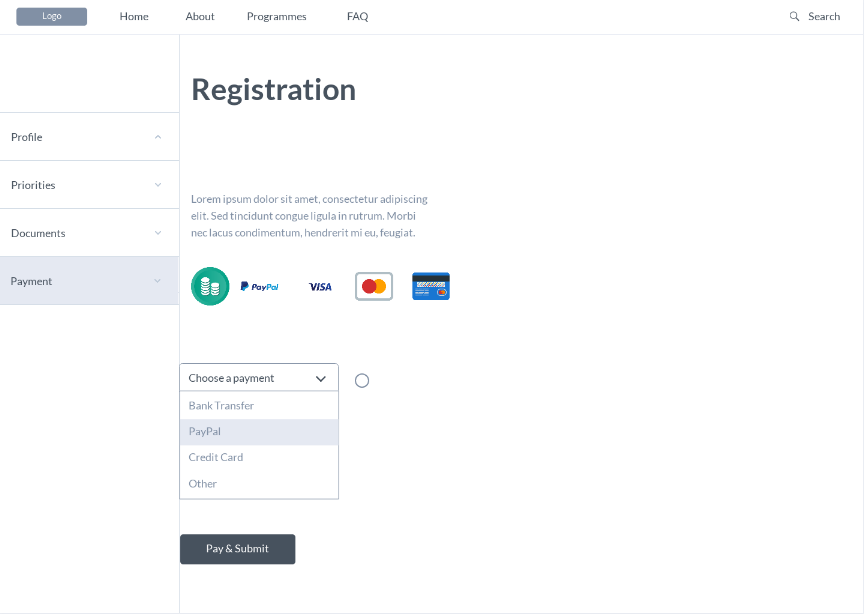 Logo
Home
About
Programmes
FAQ
Search
Registration
Profile
Priorities
Documents
Payment
Lorem ipsum dolor sit amet, consectetur adipiscing
elit. Sed tincidunt congue ligula in rutrum. Morbi
nec lacus condimentum, hendrerit mi eu, feugiat.
PayPal
VISA
Choose a payment
Bank Transfer
PayPal
Credit Card
Other
Pay & Submit